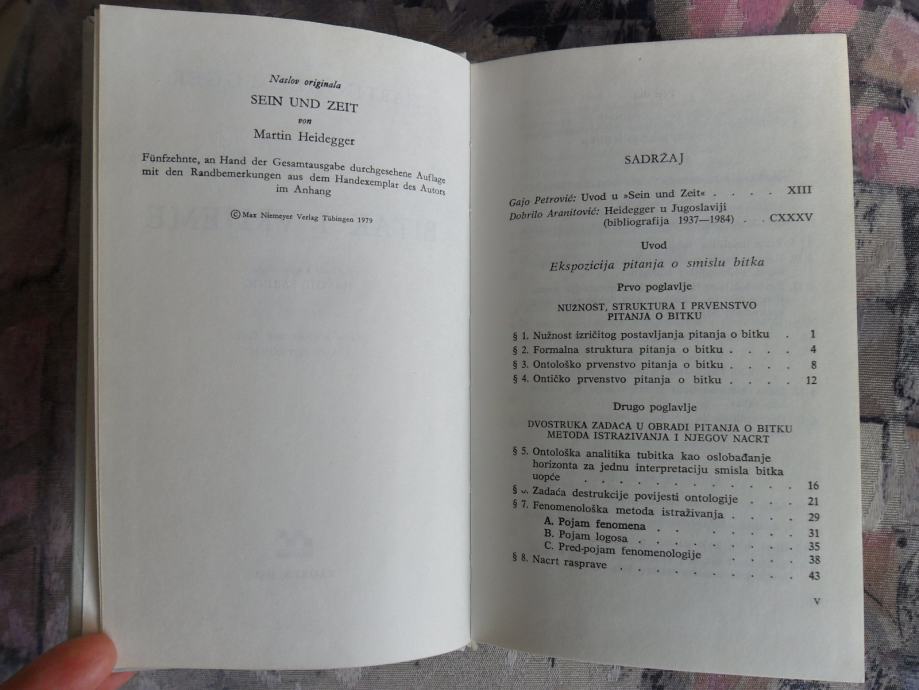 Naslov originala
SEIN UND ZEIT
von
Martin Heidegger
Fünfzehnte, an Hand der Gesamtausgabe durchgesehene Auflage
mit den Randbemerkungen aus dem Handexemplar des Autors
im Anhang
© Max Niemeyer Verlag Tübingen 1979
SADRŽAJ
Gajo Petrović: Uvod u »Sein und Zeit« . . . . XIII
Dobrilo Aranitović: Heidegger u Jugoslaviji
(bibliografija 1937—1984) . . CXXXV
Uvod
Ekspozicija pitanja o smislu bitka
Prvo poglavlje
NUŽNOST, STRUKTURA I PRVENSTVO
PITANJA O BITKU
§ 1. Nužnost izričitog postavljanja pitanja o bitku . 1
§ 2. Formalna struktura pitanja o bitku . . . . 4
§ 3. Ontološko prvenstvo pitanja o bitku . . . . 8
§ 4. Ontičko prvenstvo pitanja o bitku . . . . 12
Drugo poglavlje
DVOSTRUKA ZADAĆA U OBRADI PITANJA O BITKU
METODA ISTRAŽIVANJA I NJEGOV NACRT
§ 5. Ontološka analitika tubitka kao oslobađanje
horizonta za jednu interpretaciju smisla bitka
uopće . . . . . . . . . . 16
§ Zadaća destrukcije povijesti ontologije . . . . 21
§ 7. Fenomenološka metoda istraživanja . . . . 29
A. Pojam fenomena . . . . . . . 31
B. Pojam logosa . . . . . . . . 35
C. Pred-pojam fenomenologije . . . . 38
§ 8. Nacrt rasprave . . . . . . . . 43
V